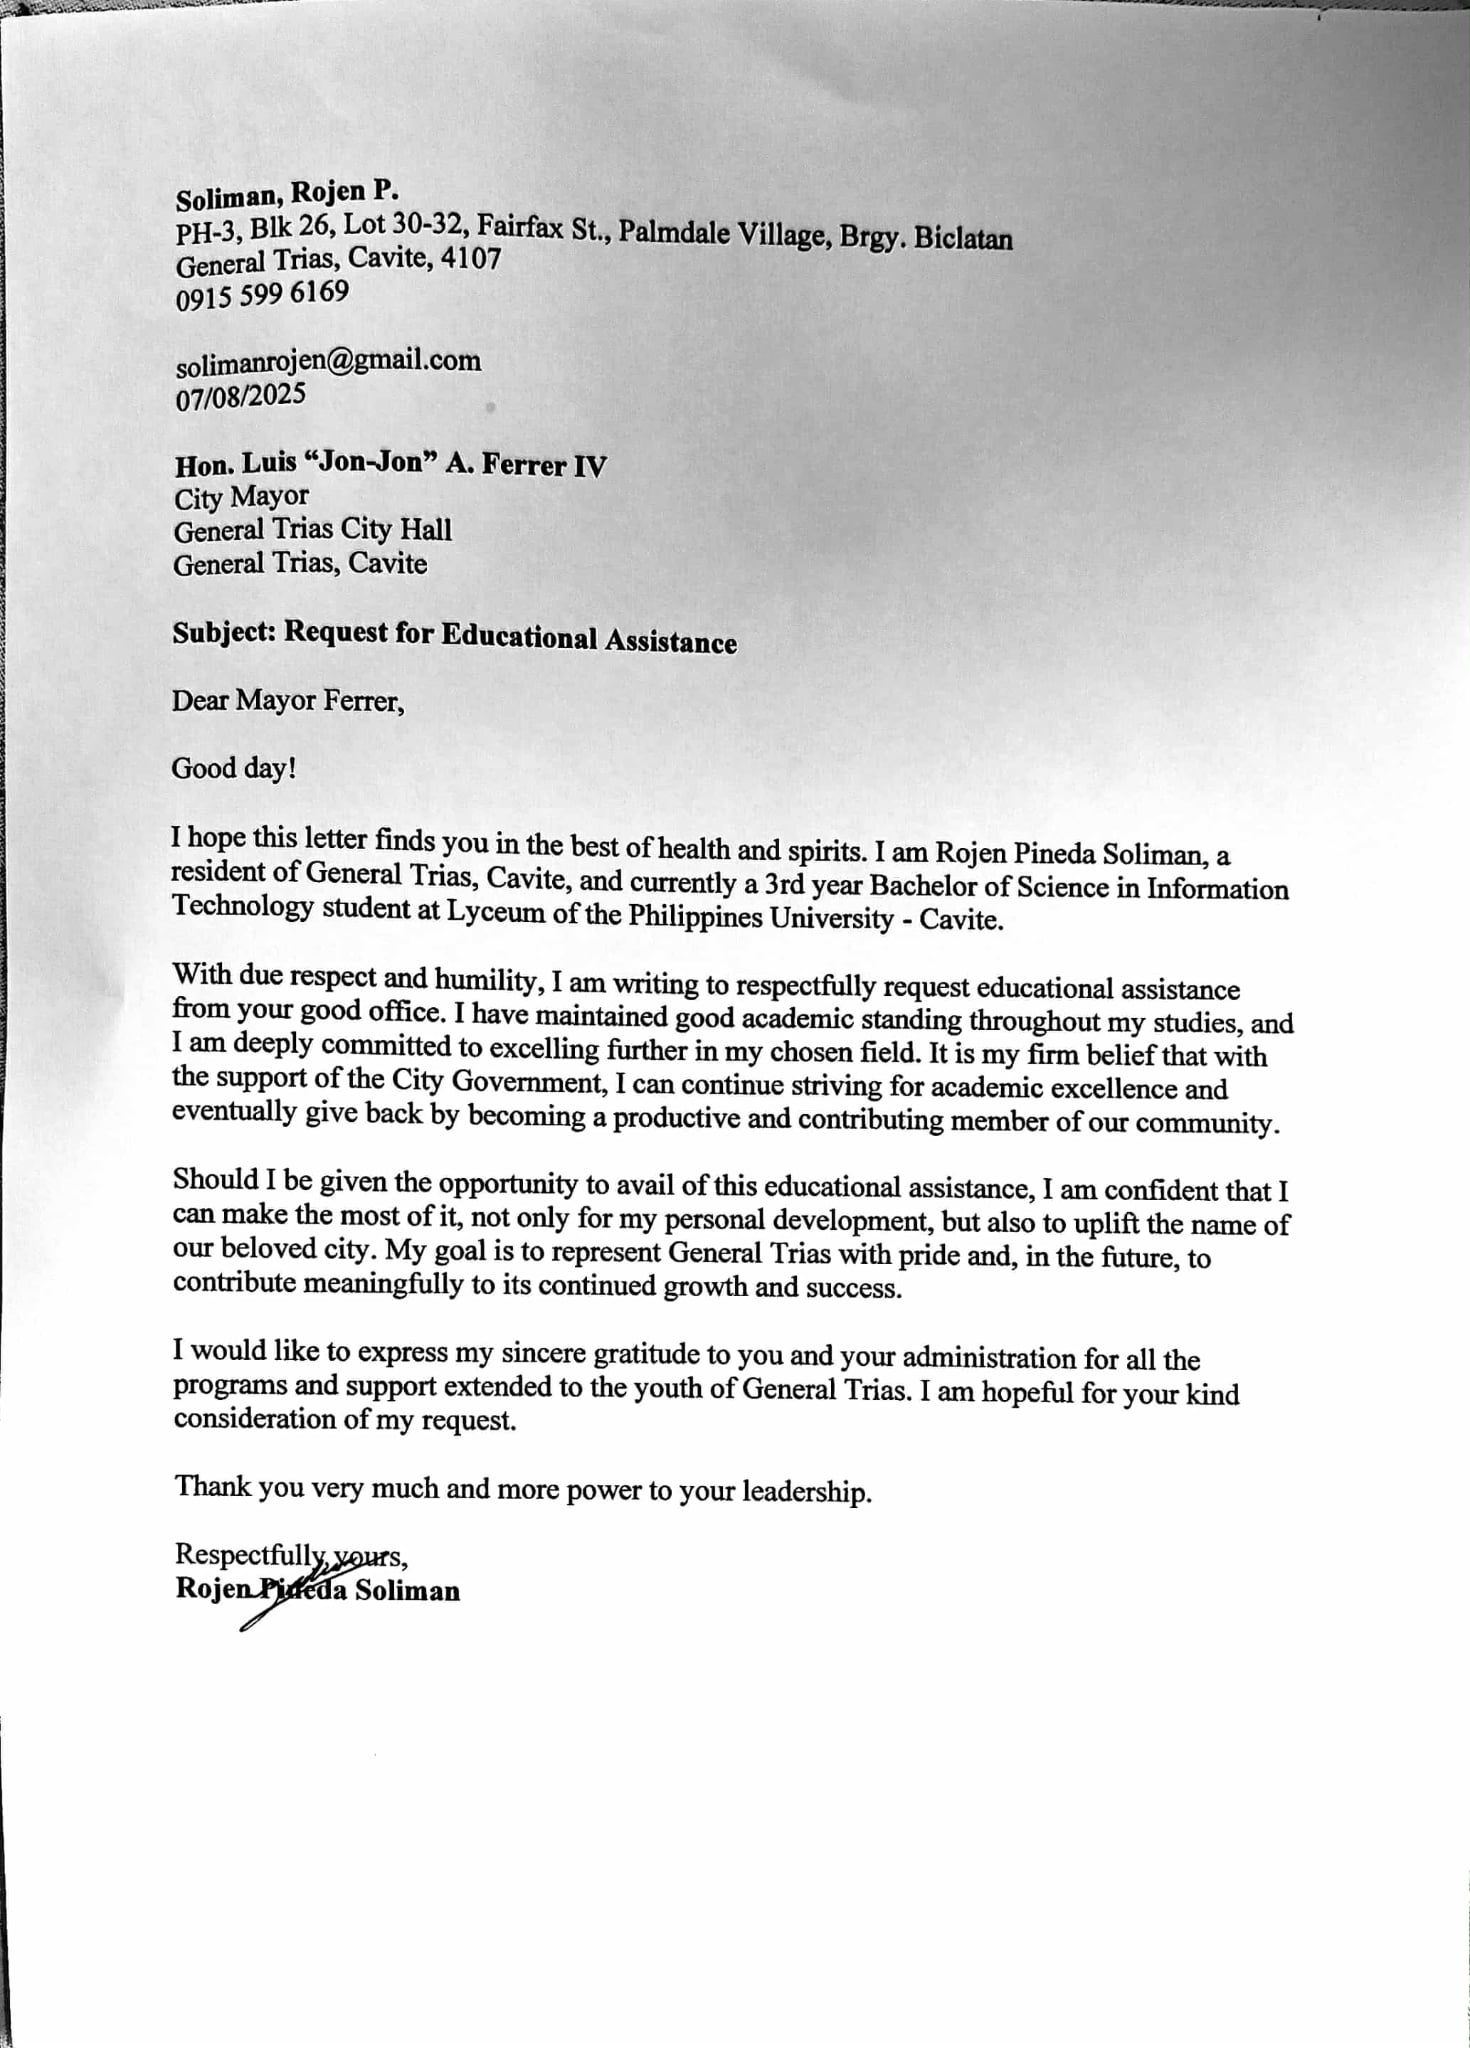 Soliman, Rojen P.
PH-3, Blk 26, Lot 30-32, Fairfax St., Palmdale Village, Brgy. Biclatan
General Trias, Cavite, 4107
0915 599 6169
solimanrojen@gmail.com
07/08/2025
Hon. Luis “Jon-Jon” A. Ferrer IV
City Mayor
General Trias City Hall
General Trias, Cavite
Subject: Request for Educational Assistance
Dear Mayor Ferrer,
Good day!
I hope this letter finds you in the best of health and spirits. I am Rojen Pineda Soliman, a
resident of General Trias, Cavite, and currently a 3rd year Bachelor of Science in Information
Technology student at Lyceum of the Philippines University - Cavite.
With due respect and humility, I am writing to respectfully request educational assistance
from your good office. I have maintained good academic standing throughout my studies, and
I am deeply committed to excelling further in my chosen field. It is my firm belief that with
the support of the City Government, I can continue striving for academic excellence and
eventually give back by becoming a productive and contributing member of our community.
Should I be given the opportunity to avail of this educational assistance, I am confident that I
can make the most of it, not only for my personal development, but also to uplift the name of
our beloved city. My goal is to represent General Trias with pride and, in the future, to
contribute meaningfully to its continued growth and success.
I would like to express my sincere gratitude to you and your administration for all the
programs and support extended to the youth of General Trias. I am hopeful for your kind
consideration of my request.
Thank you very much and more power to your leadership.
Respectfully, yours,
Rojen Pineda Soliman